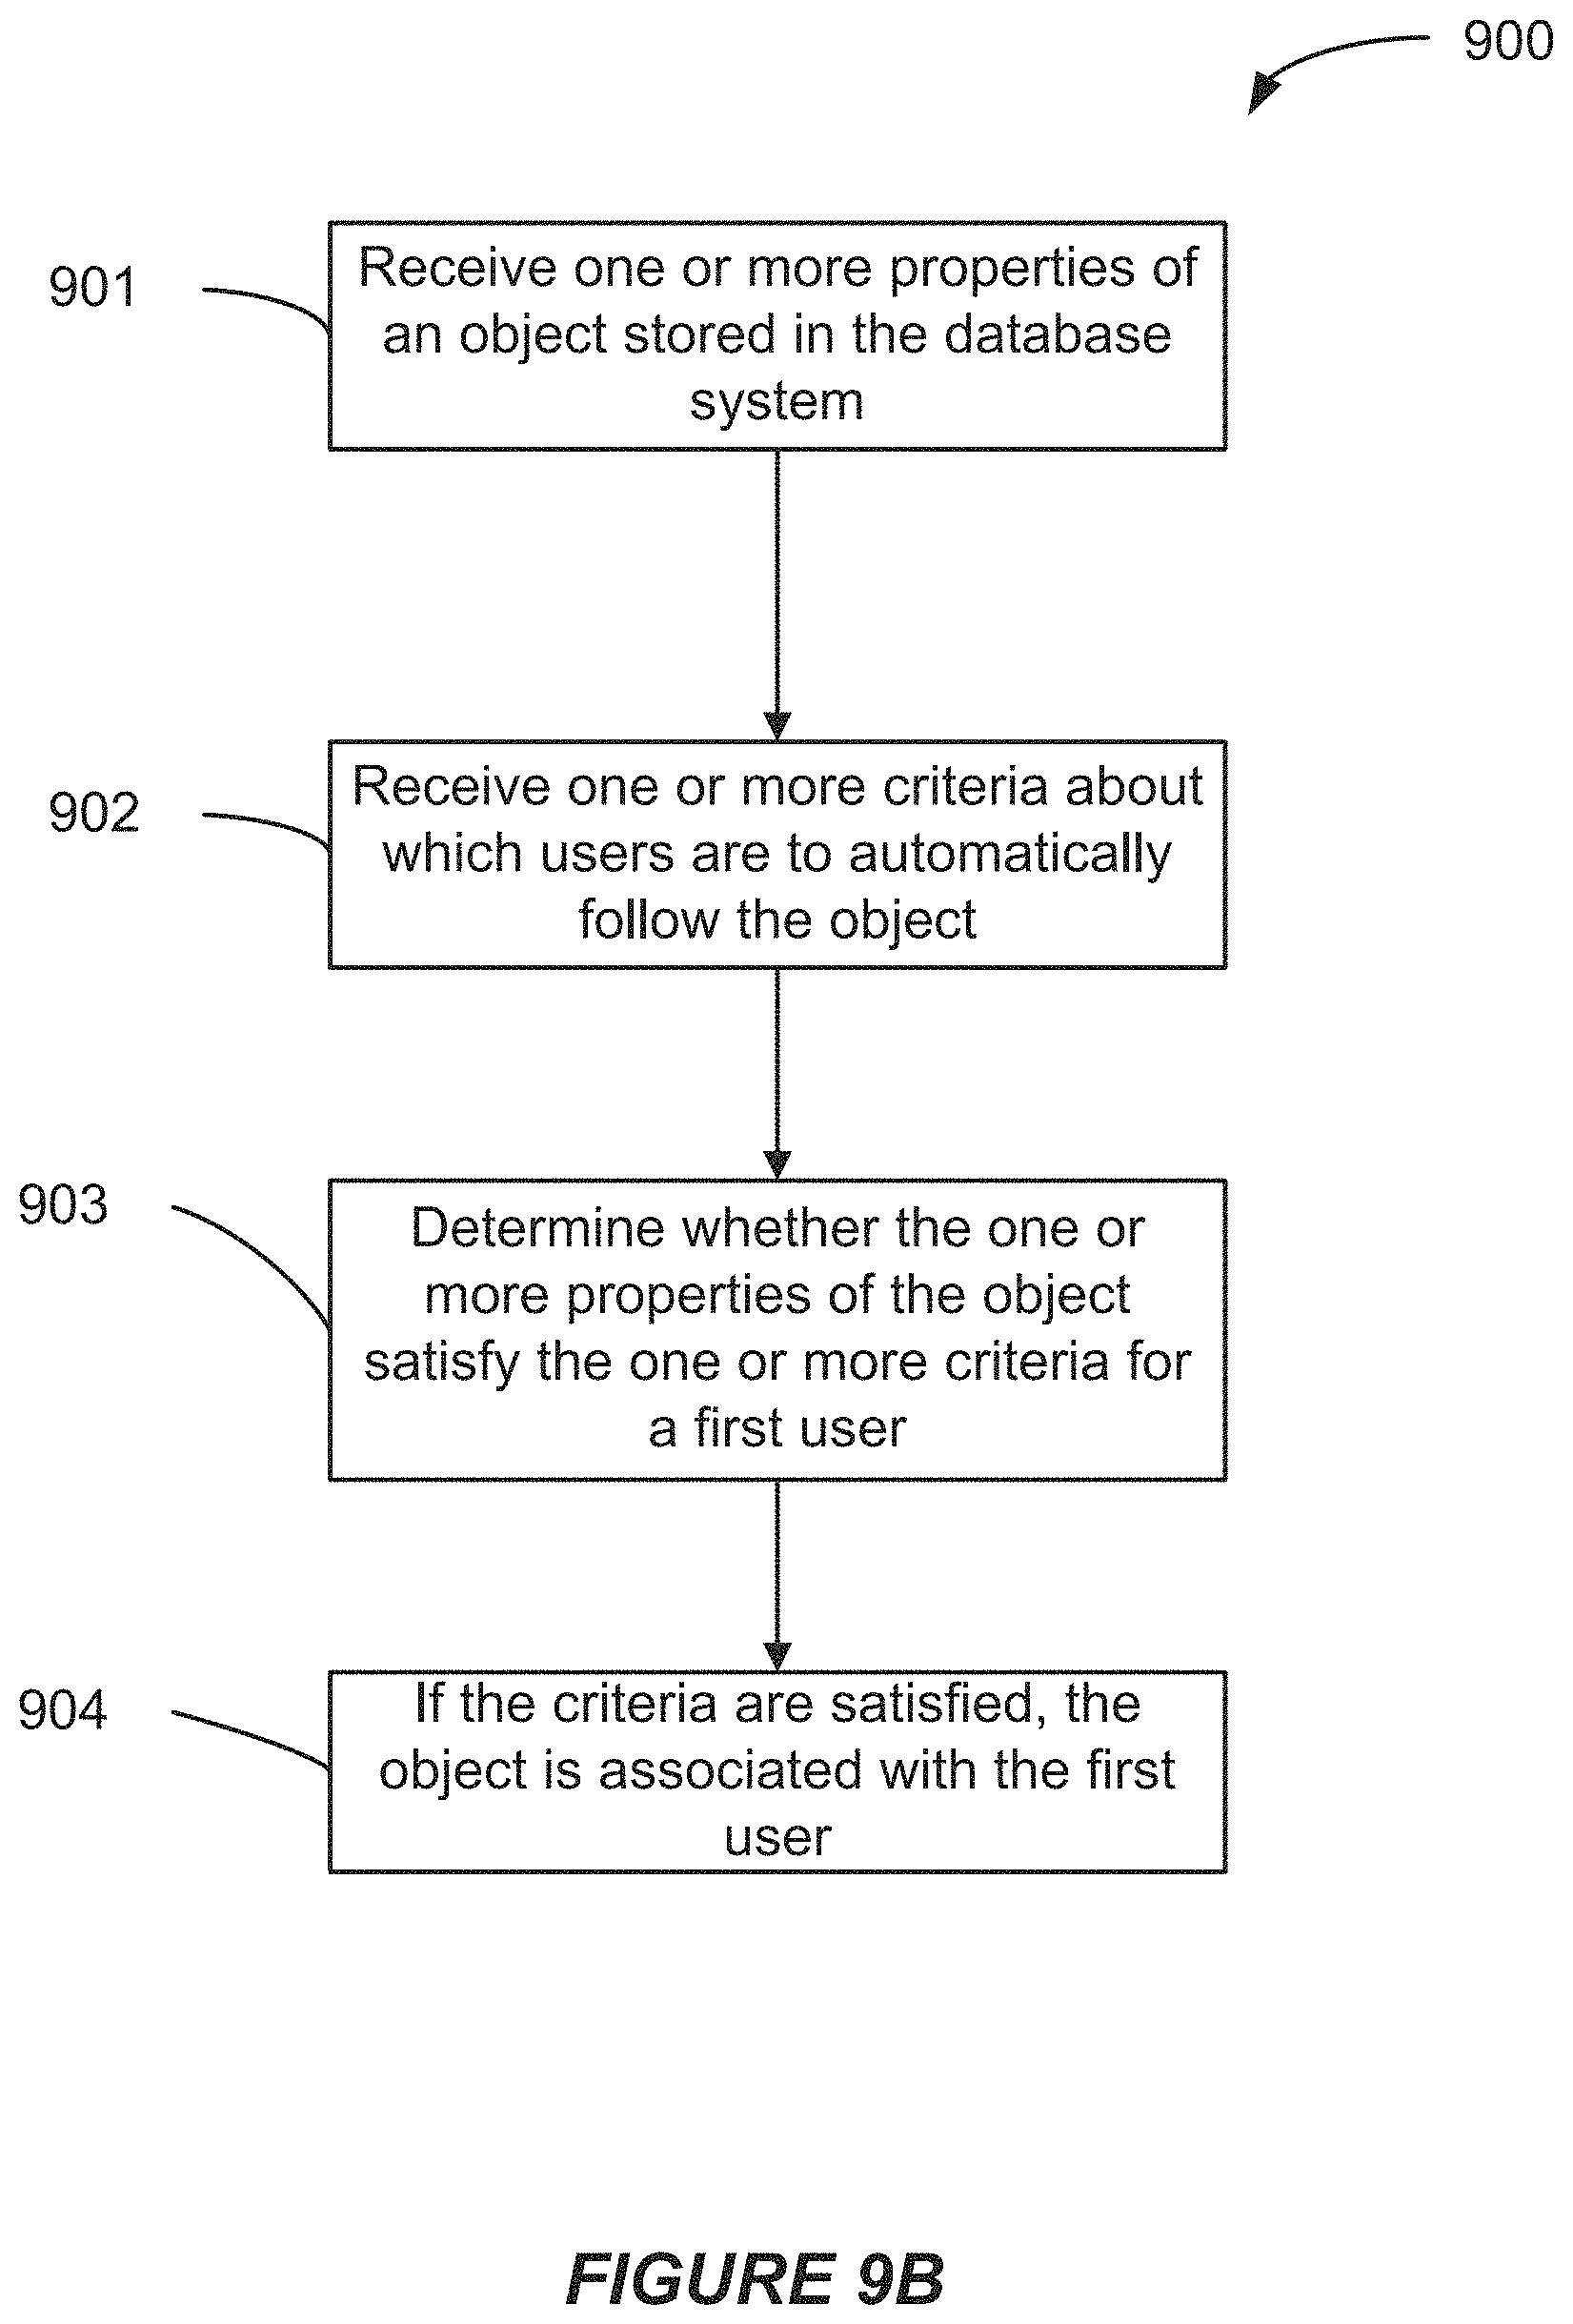 900
901
Receive one or more properties of
an object stored in the database
system
902
Receive one or more criteria about
which users are to automatically
follow the object
903
Determine whether the one or
more properties of the object
satisfy the one or more criteria for
a first user
904
If the criteria are satisfied, the
object is associated with the first
user
FIGURE 9B